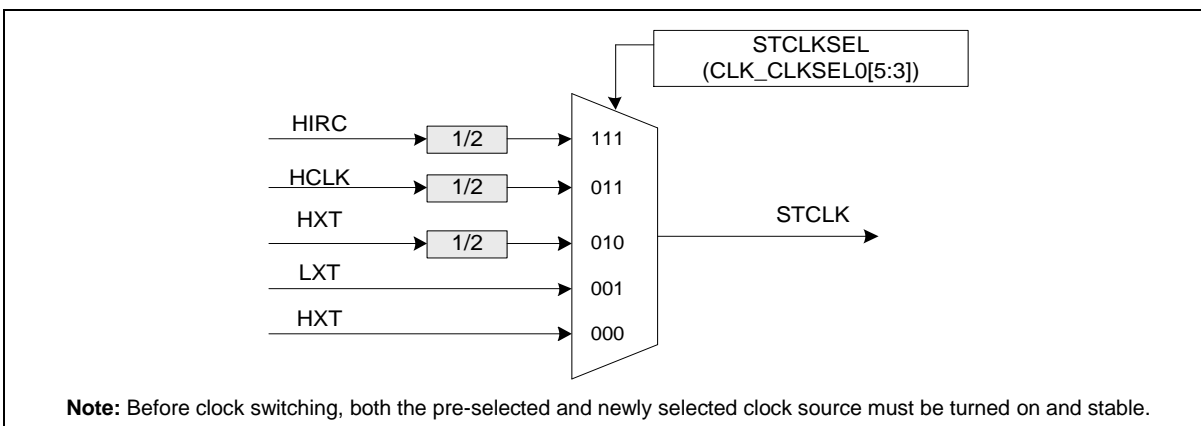 STCLKSEL
(CLK_CLKSEL0[5:3])
HIRC
1/2
111
HCLK
1/2
011
HXT
1/2
010
STCLK
LXT
001
HXT
000
Note: Before clock switching, both the pre-selected and newly selected clock source must be turned on and stable.